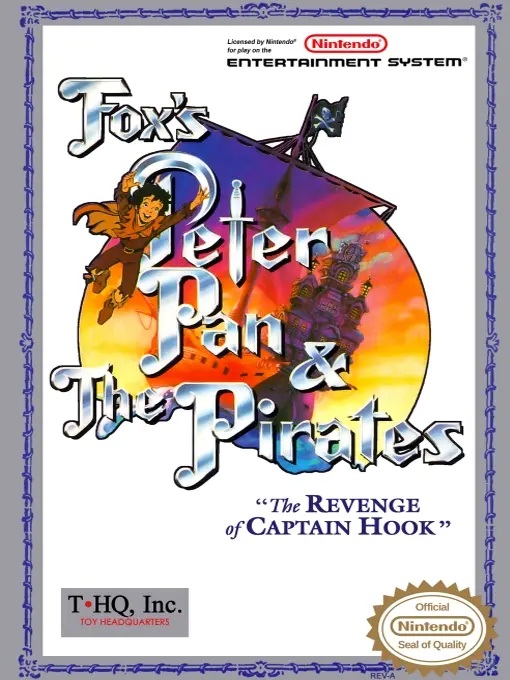 Licensed by Nintendo®
for play on the
Nintendo®
ENTERTAINMENT SYSTEM®
Fox's
Peter
Pan &
The Pirates
“The REVENGE
of CAPTAIN HOOK”
T•HQ, Inc.
TOY HEADQUARTERS
Official
Nintendo®
Seal of Quality
REV-A